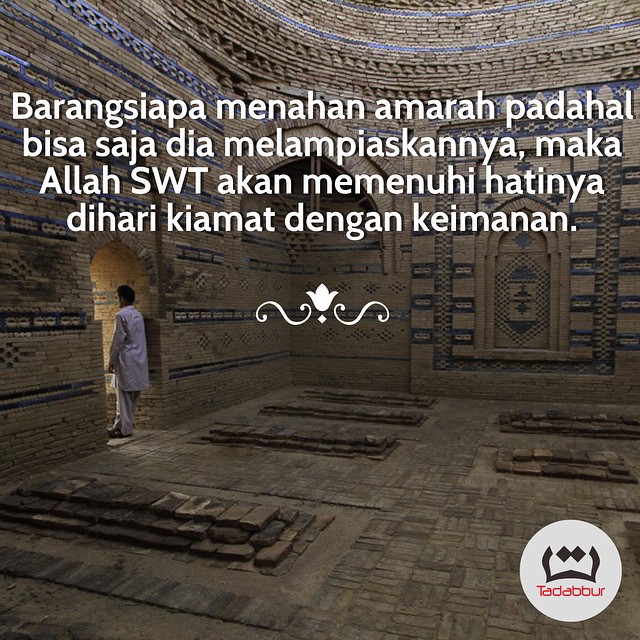 Barangsiapa menahan amarah padahal
bisa saja dia melampiaskannya, maka
Allah SWT akan memenuhi hatinya
dihari kiamat dengan keimanan.
Tadabbur